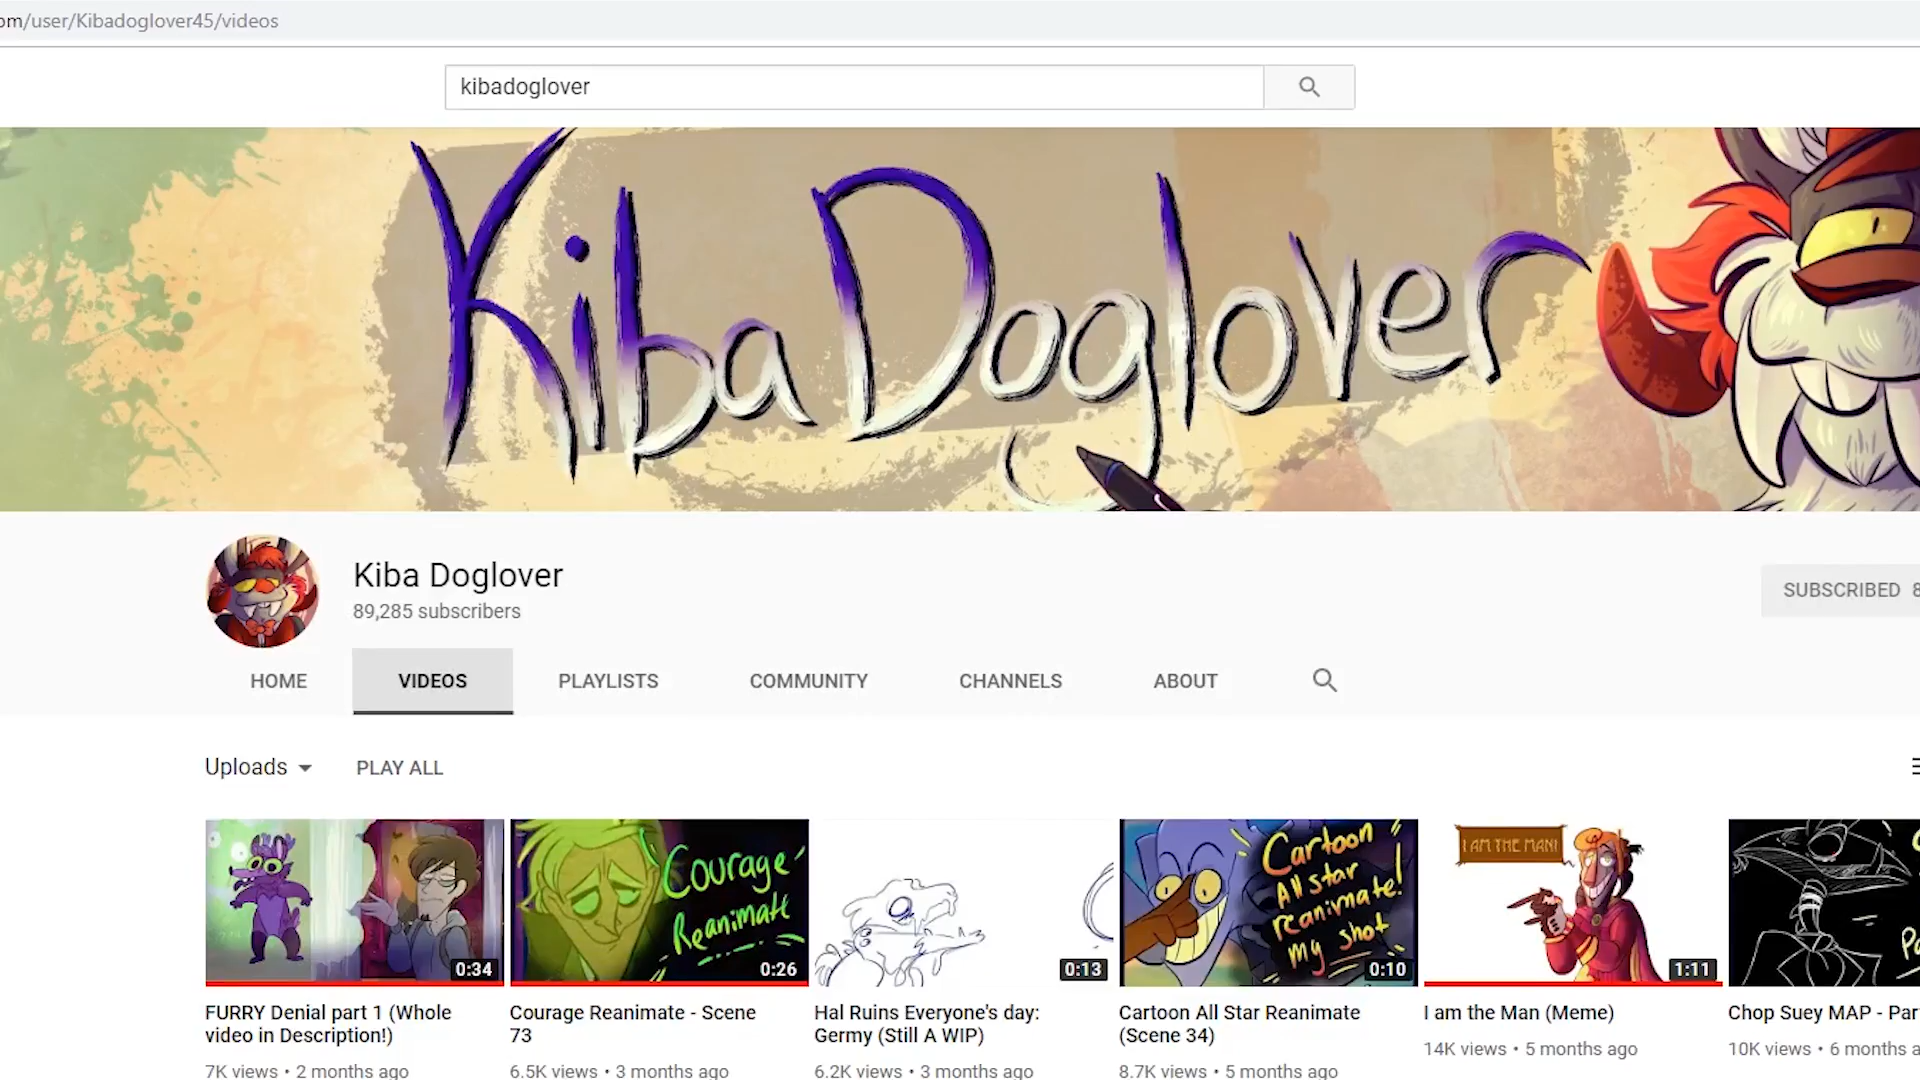 om/user/Kibadoglover45/videos
kibadoglover
Kiba Doglover
Kiba Doglover
89,285 subscribers
SUBSCRIBED 8
HOME VIDEOS PLAYLISTS COMMUNITY CHANNELS ABOUT
Uploads PLAY ALL
0:34
Courage
Reanimate
0:26
0:13
Cartoon
All star
reanimate!
my shot
0:10
I AM THE MAN!
1:11
FURRY Denial part 1 (Whole
video in Description!)
7K views • 2 months ago
Courage Reanimate - Scene
73
6.5K views • 3 months ago
Hal Ruins Everyone's day:
Germy (Still A WIP)
6.2K views • 3 months ago
Cartoon All Star Reanimate
(Scene 34)
8.7K views • 5 months ago
I am the Man (Meme)
14K views • 5 months ago
Chop Suey MAP - Par
10K views • 6 months a